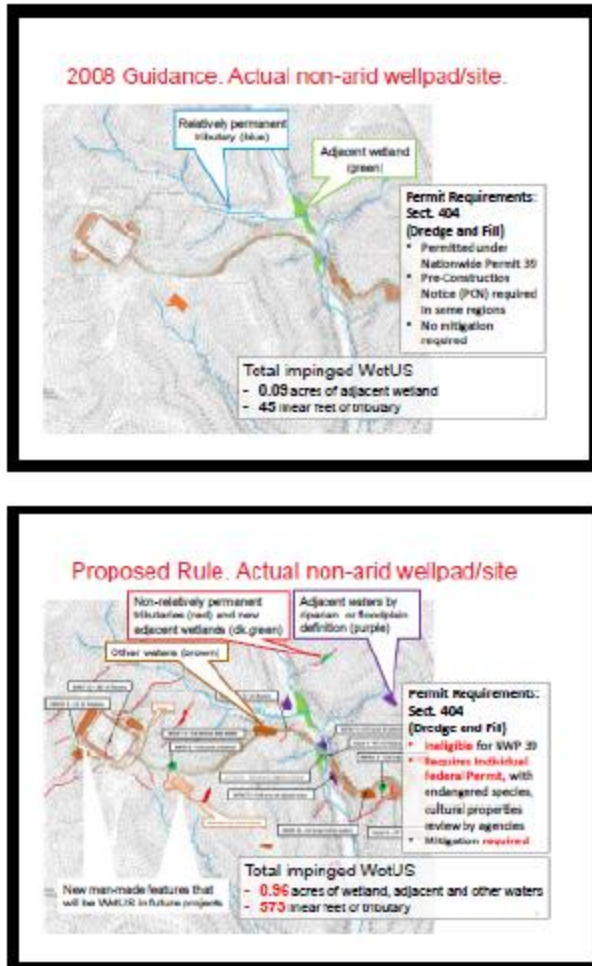 2008 Guidance. Actual non-arid wellpad/site.
Relatively permanent
tributary (blue)
Adjacent wetland
(green)
Permit Requirements:
Sect. 404
(Dredge and Fill)
• Permitted under
Nationwide Permit 39
• Pre-Construction
Notice (PCN) required
in some regions
• No mitigation
required
Total impinged WotUS
- 0.09 acres of adjacent wetland
- 45 linear feet of tributary
Proposed Rule. Actual non-arid wellpad/site
Non-relatively permanent
tributaries (red) and new
adjacent wetlands (dk.green)
Adjacent waters by
riparian or floodplain
definition (purple)
Other waters (brown)
Permit Requirements:
Sect. 404
(Dredge and Fill)
• Ineligible for NWP 39
• Requires Individual
federal Permit, with
endangered species,
cultural properties
review by agencies
• Mitigation required
New man-made features that
will be WotUS in future projects
Total impinged WotUS
- 0.96 acres of wetland, adjacent and other waters
- 573 linear feet of tributary